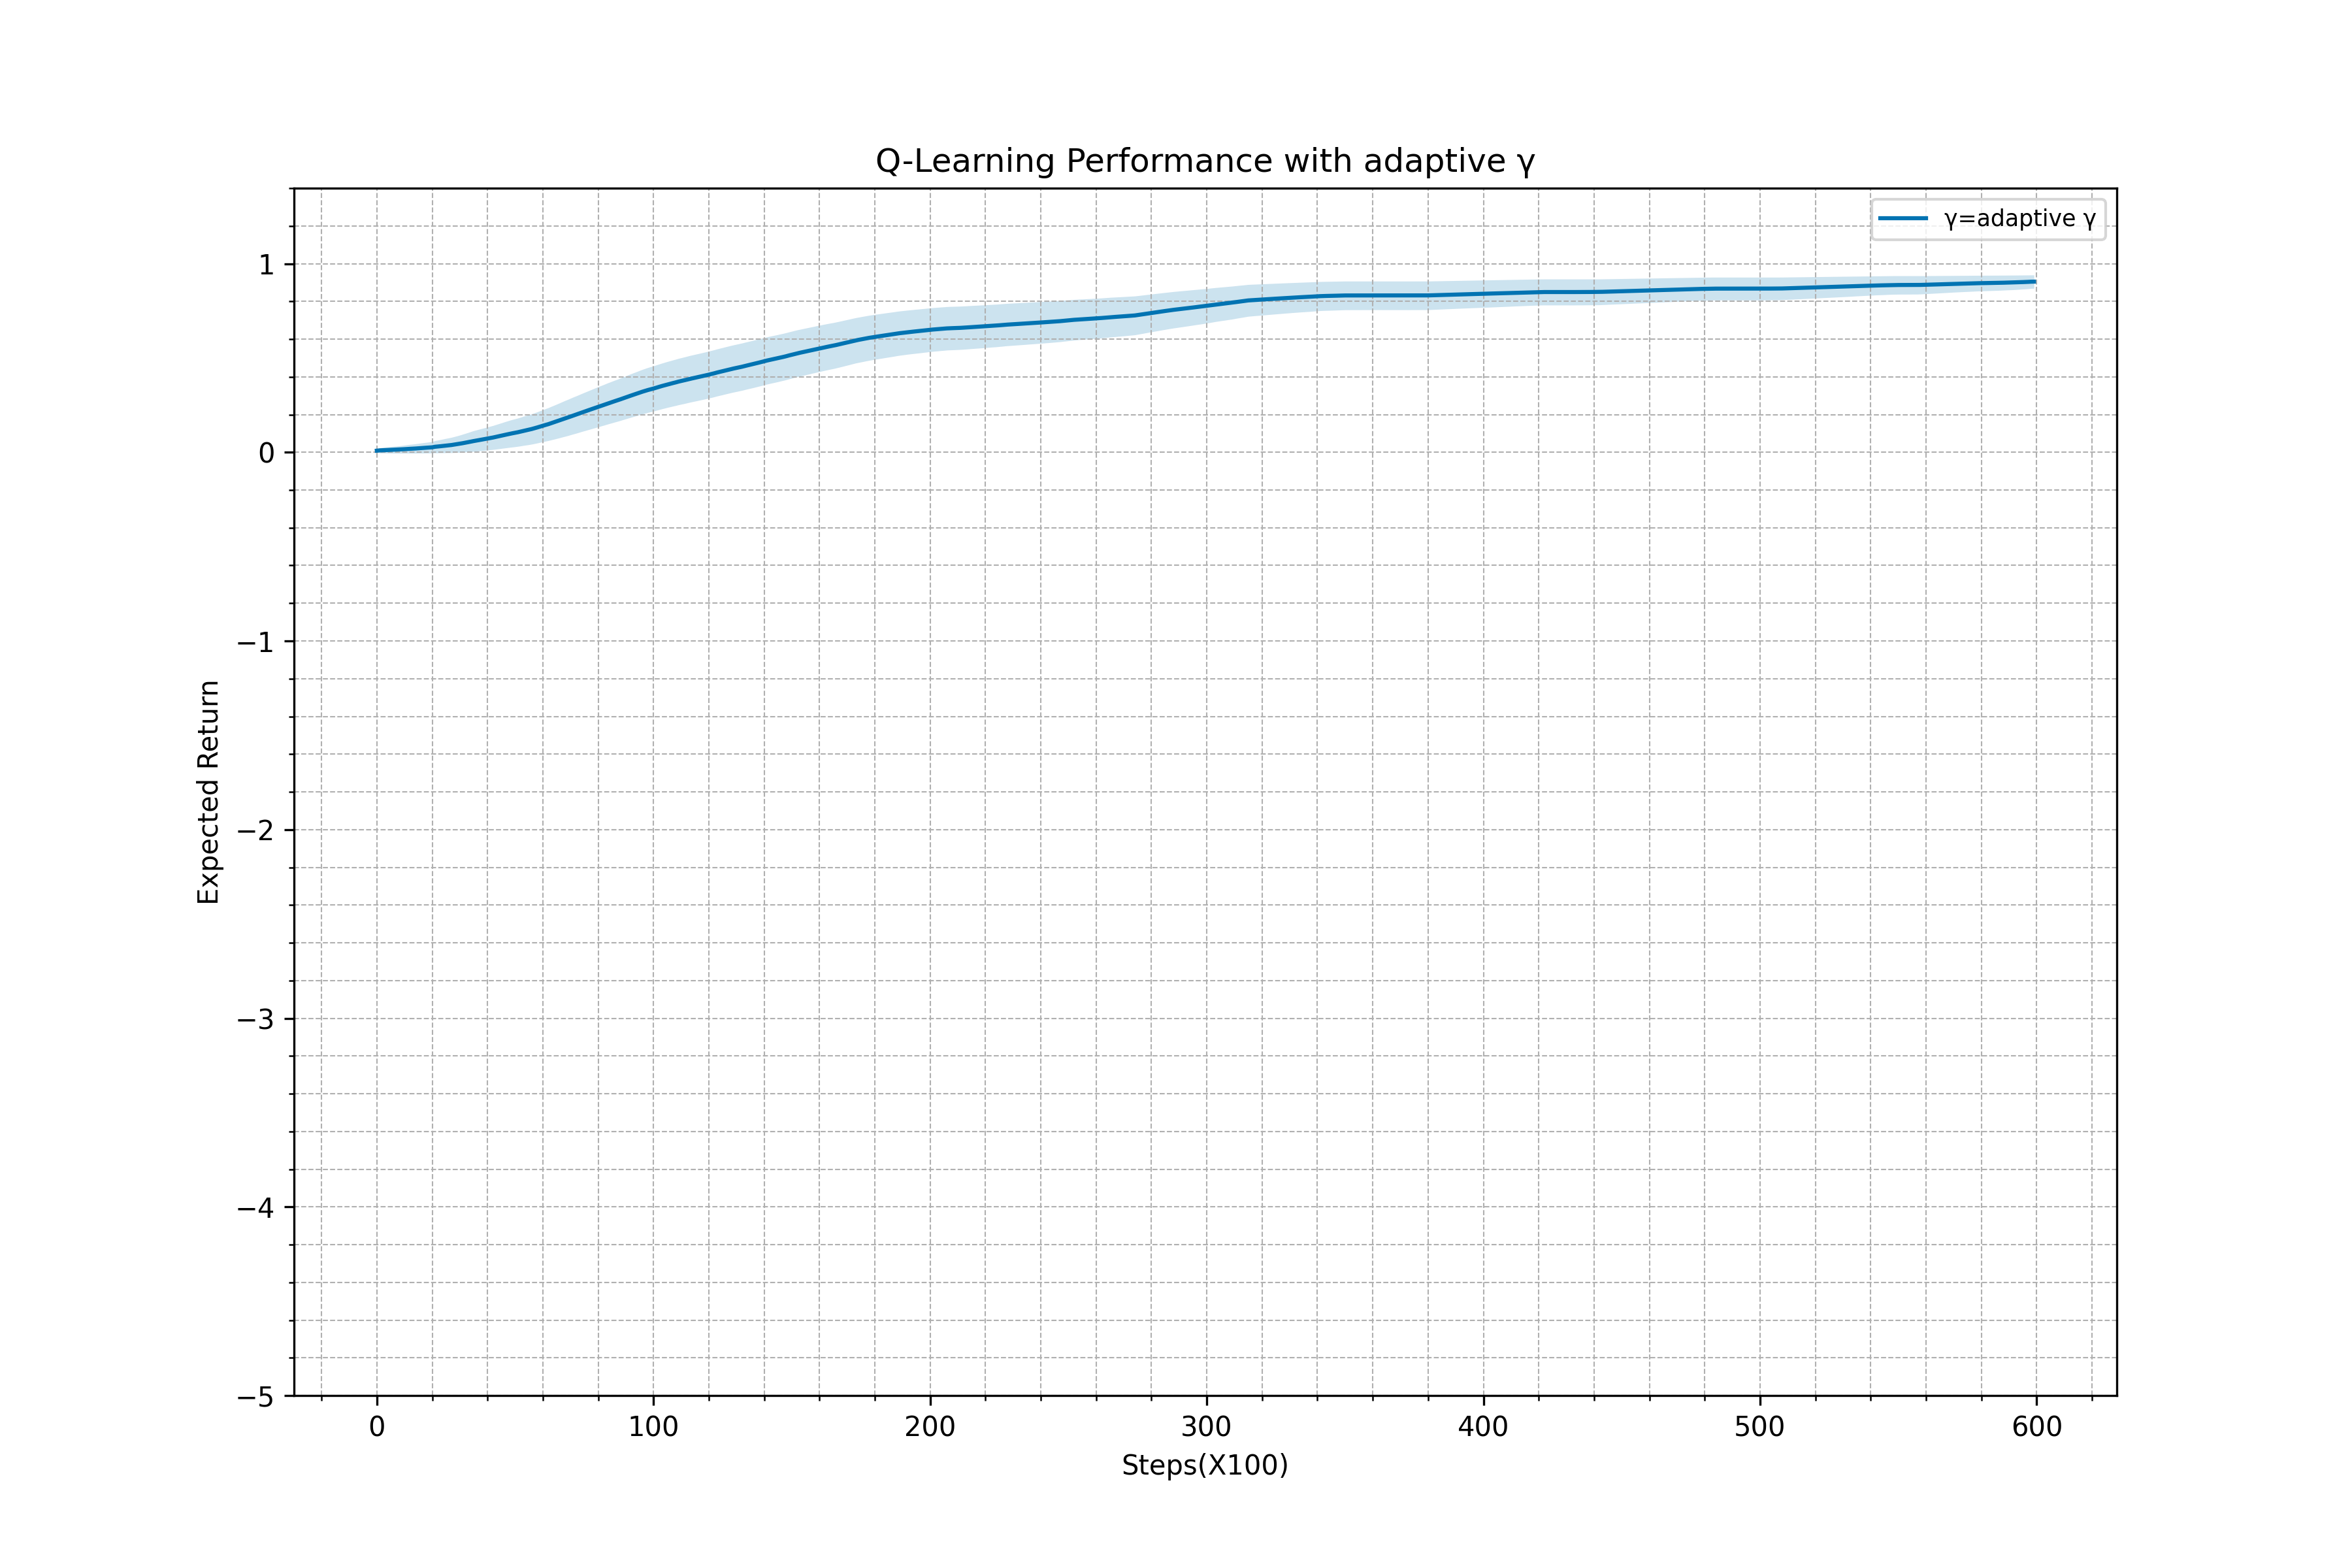 Q-Learning Performance with adaptive γ
γ=adaptive γ
1
0
−1
−2
−3
−4
−5
Expected Return
0 100 200 300 400 500 600
Steps(X100)